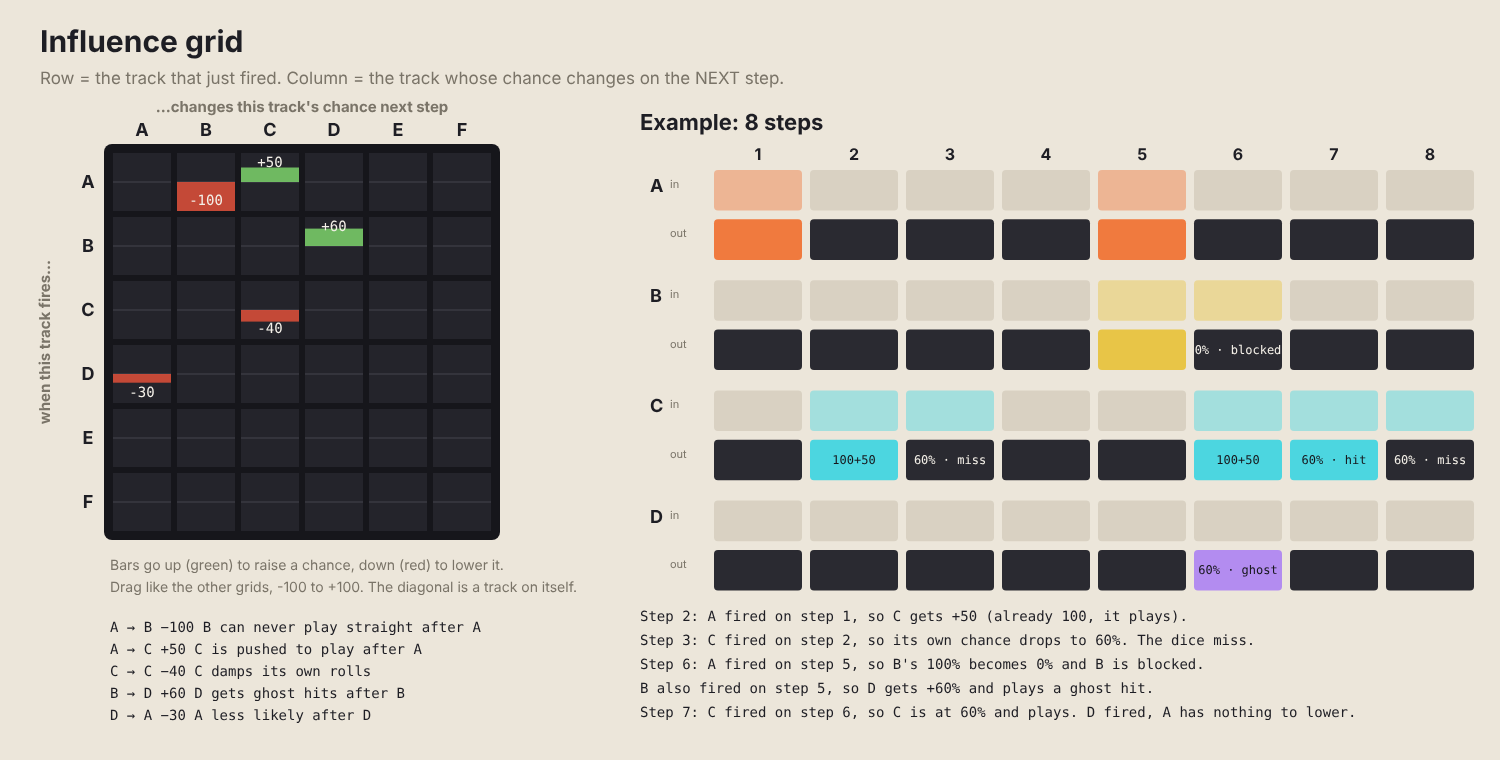 Influence grid
Row = the track that just fired. Column = the track whose chance changes on the NEXT step.
...changes this track's chance next step
A B C D E F
when this track fires...
A
+50
-100
B
+60
C
-40
D
-30
E
F
Bars go up (green) to raise a chance, down (red) to lower it.
Drag like the other grids, -100 to +100. The diagonal is a track on itself.
A → B −100 B can never play straight after A
A → C +50 C is pushed to play after A
C → C −40 C damps its own rolls
B → D +60 D gets ghost hits after B
D → A −30 A less likely after D
Example: 8 steps
1 2 3 4 5 6 7 8
A in
out
B in
out 0% · blocked
C in
out 100+50 60% · miss 100+50 60% · hit 60% · miss
D in
out 60% · ghost
Step 2: A fired on step 1, so C gets +50 (already 100, it plays).
Step 3: C fired on step 2, so its own chance drops to 60%. The dice miss.
Step 6: A fired on step 5, so B's 100% becomes 0% and B is blocked.
B also fired on step 5, so D gets +60% and plays a ghost hit.
Step 7: C fired on step 6, so C is at 60% and plays. D fired, A has nothing to lower.